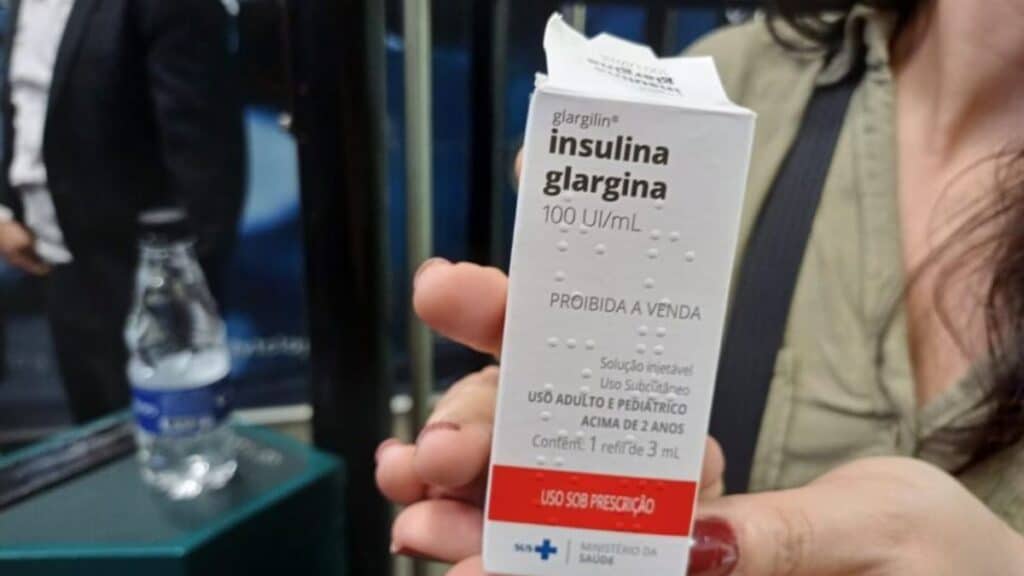 glargilin®
insulina
glargina
100 UI/mL
PROIBIDA A VENDA
Solução injetável
Uso Subcutâneo
USO ADULTO E PEDIÁTRICO
ACIMA DE 2 ANOS
Contém: 1 refil de 3 mL
USO SOB PRESCRIÇÃO
SUS
MINISTÉRIO DA
SAÚDE